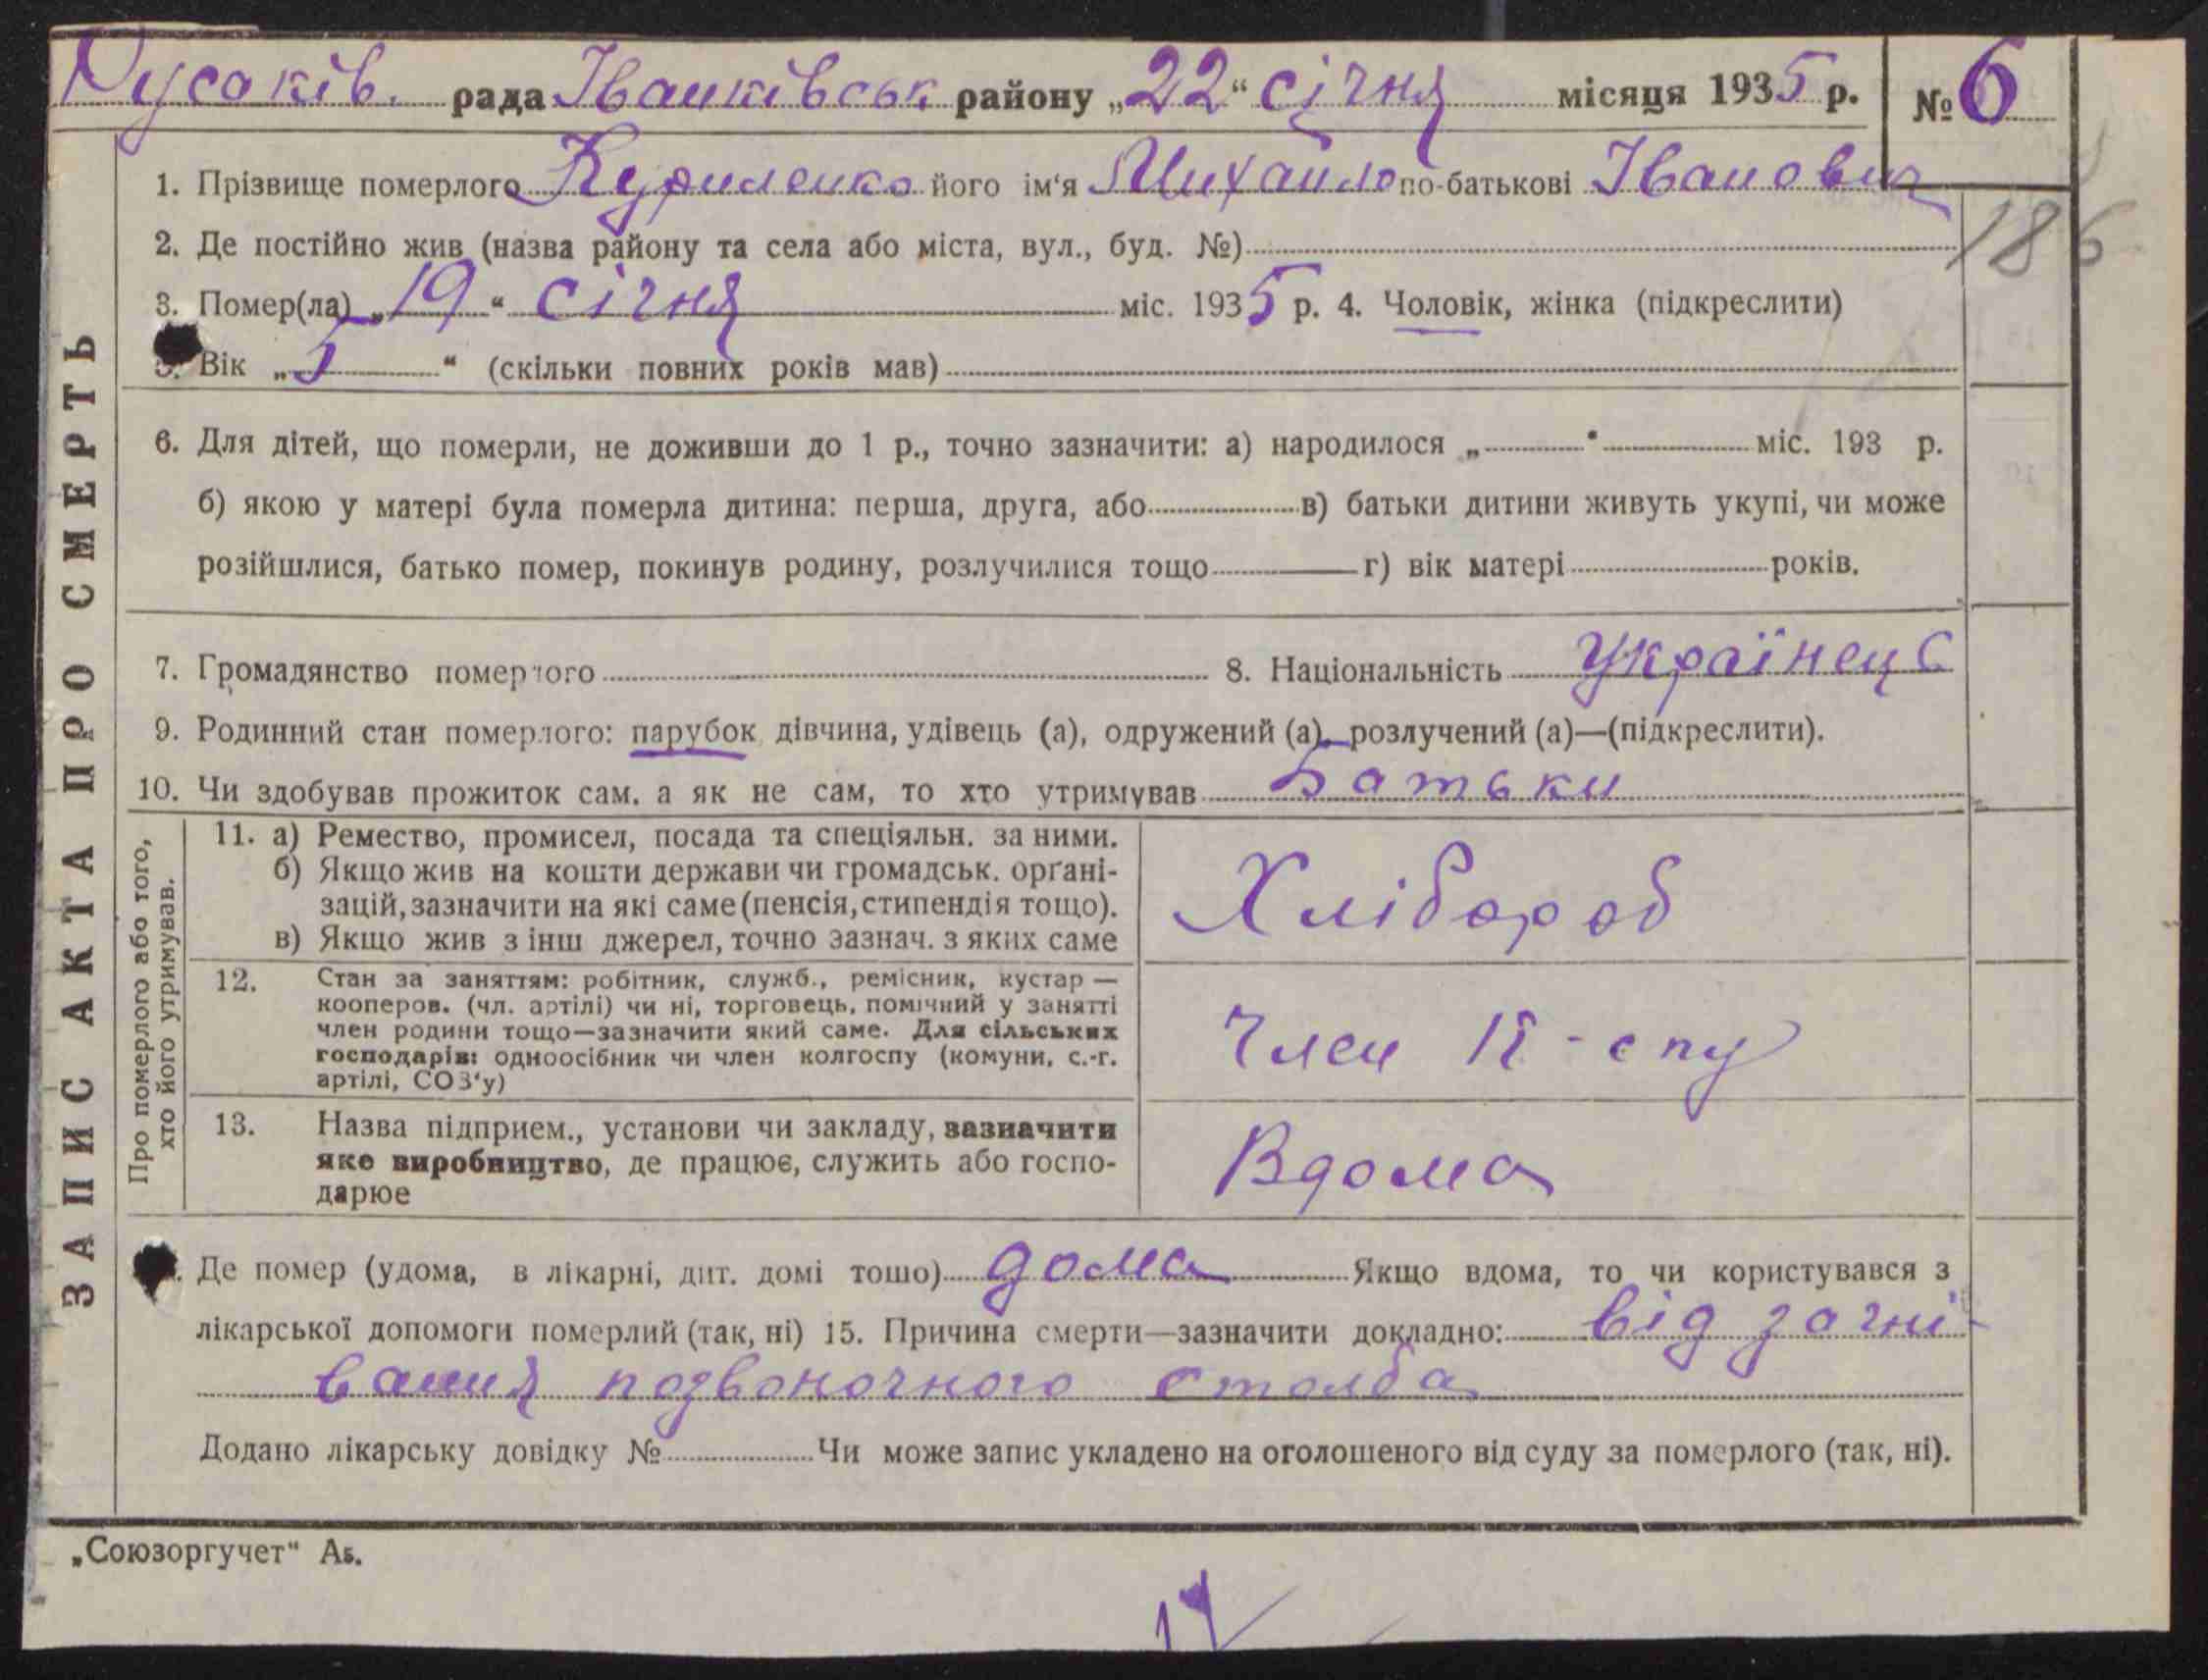 Русаків. рада Іванківськ району „22“ січня місяця 1935 р. № 6
1. Прізвище померлого Куриленко його ім‘я Михайло по-батькові Іванович
186
2. Де постійно жив (назва району та села або міста, вул., буд. №)
3. Помер(ла) „19“ січня міс. 1935 р. 4. Чоловік, жінка (підкреслити)
5. Вік „5“ (скільки повних років мав)
6. Для дітей, що померли, не доживши до 1 р., точно зазначити: а) народилося „ “ міс. 193 р.
б) якою у матері була померла дитина: перша, друга, або в) батьки дитини живуть укупі, чи може
розійшлися, батько помер, покинув родину, розлучилися тощо г) вік матері років.
7. Громадянство померлого 8. Національність Українец
9. Родинний стан померлого: парубок дівчина, удівець (а), одружений (а), розлучений (а)—(підкреслити).
10. Чи здобував прожиток сам, а як не сам, то хто утримував Батьки
ЗАПИС АКТА ПРО СМЕРТЬ
Про померлого або того,
хто його утримував.
11. а) Ремество, промисел, посада та спеціяльн. за ними.
б) Якщо жив на кошти держави чи громадськ. орґані-
зацій, зазначити на які саме (пенсія, стипендія тощо).
в) Якщо жив з інш джерел, точно зазнач. з яких саме
Хлібороб
12. Стан за заняттям: робітник, служб., ремісник, кустар —
кооперов. (чл. артілі) чи ні, торговець, помічний у занятті
член родини тощо—зазначити який саме. Для сільських
господарів: одноосібник чи член колгоспу (комуни, с.-г.
артілі, СОЗ‘у)
Член К-спу
13. Назва підприєм., установи чи закладу, зазначити
яке виробництво, де працює, служить або госпо-
дарює
Вдома
Де помер (удома, в лікарні, дит. домі тощо) дома Якщо вдома, то чи користувався з
лікарської допомоги померлий (так, ні) 15. Причина смерти—зазначити докладно: від загні-
вання позвоночного столба
Додано лікарську довідку № Чи може запис укладено на оголошеного від суду за померлого (так, ні).
„Союзоргучет“ А5.